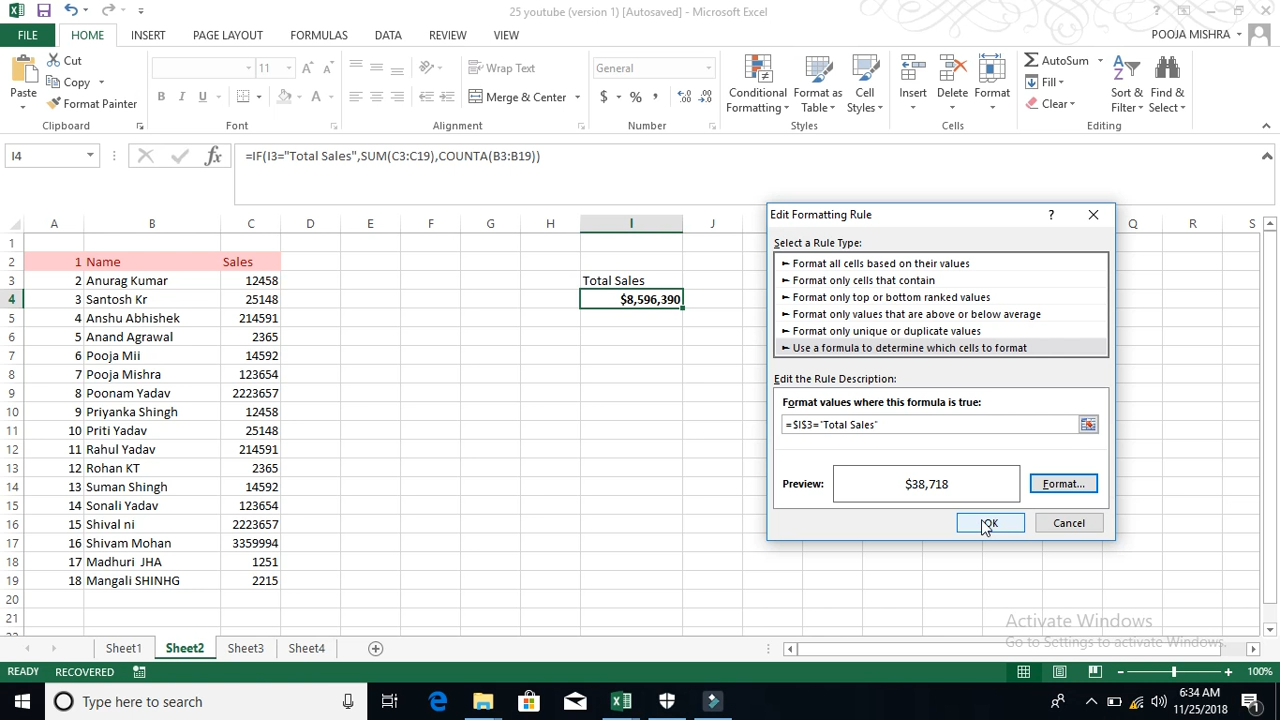 25 youtube (version 1) [Autosaved] - Microsoft Excel
FILE HOME INSERT PAGE LAYOUT FORMULAS DATA REVIEW VIEW POOJA MISHRA
Paste Cut Copy Format Painter Clipboard
11 B I U A Font
Wrap Text Merge & Center Alignment
General $ % , Number
Conditional Formatting Format as Table Cell Styles Styles
Insert Delete Format Cells
AutoSum Fill Clear Sort & Filter Find & Select Editing
I4 fx =IF(I3="Total Sales",SUM(C3:C19),COUNTA(B3:B19))
A B C D E F G H I J Q R S
1
2 1 Name Sales
3 2 Anurag Kumar 12458 Total Sales
4 3 Santosh Kr 25148 $8,596,390
5 4 Anshu Abhishek 214591
6 5 Anand Agrawal 2365
7 6 Pooja Mii 14592
8 7 Pooja Mishra 123654
9 8 Poonam Yadav 2223657
10 9 Priyanka Shingh 12458
11 10 Priti Yadav 25148
12 11 Rahul Yadav 214591
13 12 Rohan KT 2365
14 13 Suman Shingh 14592
15 14 Sonali Yadav 123654
16 15 Shival ni 2223657
17 16 Shivam Mohan 3359994
18 17 Madhuri JHA 1251
19 18 Mangali SHINHG 2215
20
21
Edit Formatting Rule ?
Select a Rule Type:
► Format all cells based on their values
► Format only cells that contain
► Format only top or bottom ranked values
► Format only values that are above or below average
► Format only unique or duplicate values
► Use a formula to determine which cells to format
Edit the Rule Description:
Format values where this formula is true:
=$I$3="Total Sales"
Preview: $38,718 Format...
OK Cancel
Activate Windows
Go to Settings to activate Windows.
Sheet1 Sheet2 Sheet3 Sheet4
READY RECOVERED 100%
Type here to search
6:34 AM
11/25/2018
1